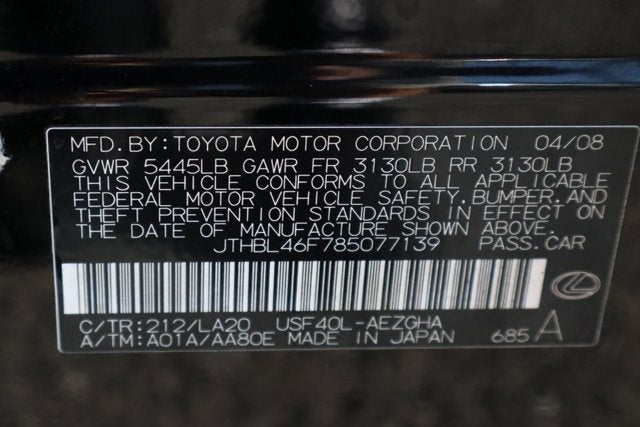 MFD. BY: TOYOTA MOTOR CORPORATION 04/08
GVWR 5445LB GAWR FR 3130LB RR 3130LB
THIS VEHICLE CONFORMS TO ALL APPLICABLE
FEDERAL MOTOR VEHICLE SAFETY, BUMPER, AND
THEFT PREVENTION STANDARDS IN EFFECT ON
THE DATE OF MANUFACTURE SHOWN ABOVE.
JTHBL46F785077139 PASS. CAR
C/TR: 212/LA20 USF40L-AEZGHA
A/TM: A01A/AA80E MADE IN JAPAN 685 A